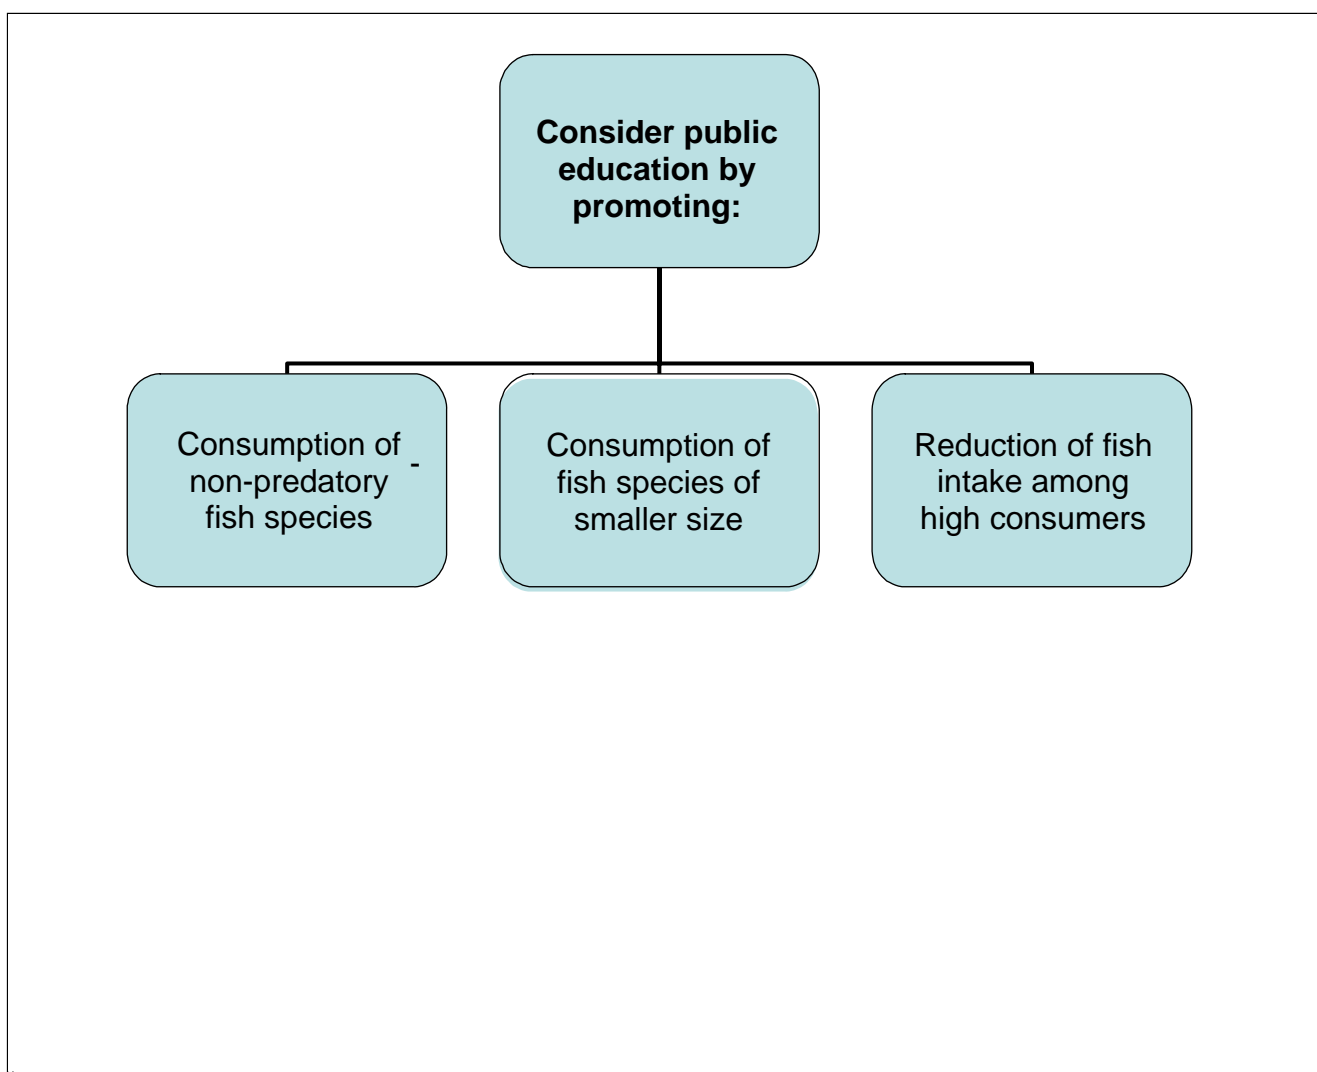 Consider public
education by
promoting:
Consumption of
non-predatory -
fish species
Consumption of
fish species of
smaller size
Reduction of fish
intake among
high consumers